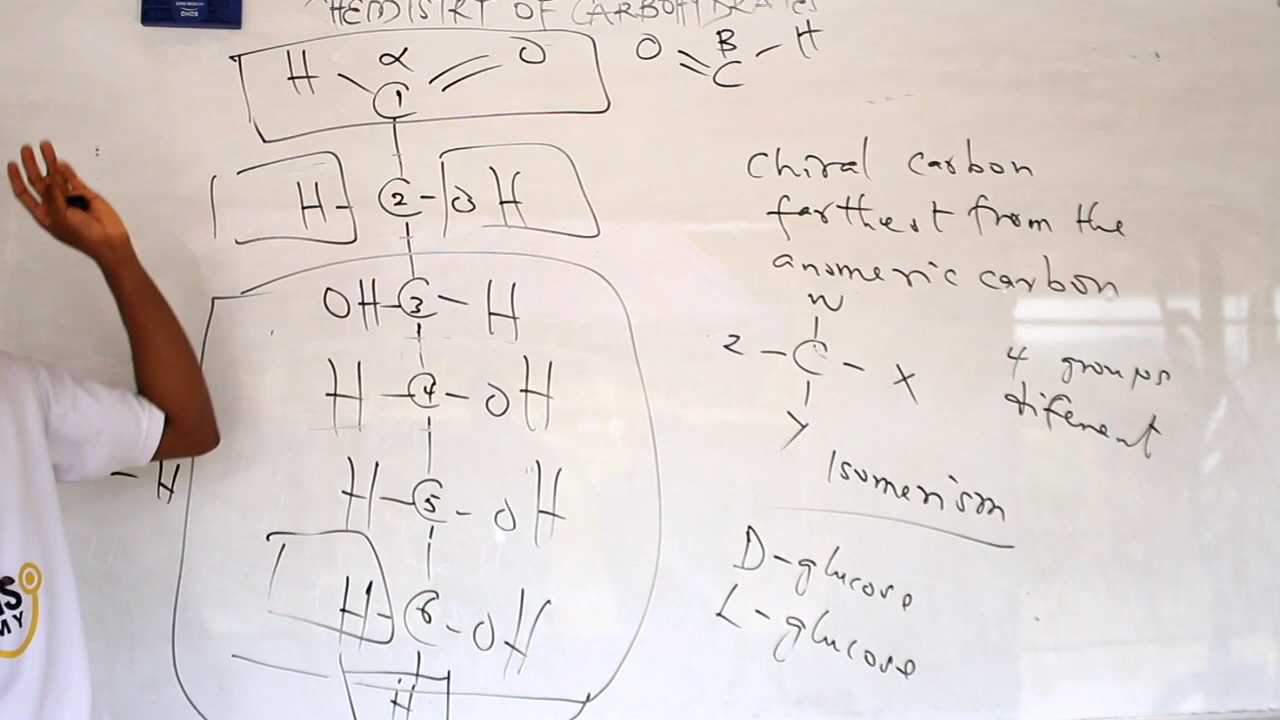 CHEMISTRY OF CARBOHYDRATES
H α O
C 1
O B H
C
H C 2 OH
OH C 3 H
H C 4 OH
H C 5 OH
H C 6 OH
H
H
Chiral carbon
farthest from the
anomeric carbon
W
Z C X
Y
4 groups
different
Isomerism
D-glucose
L-glucose